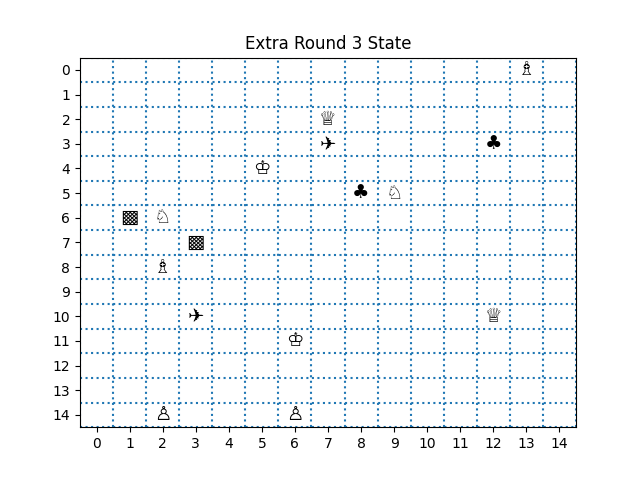 Extra Round 3 State
0 ♗
1
2 ♕
3 ✈ ♣
4 ♔
5 ♣ ♘
6 ▩ ♘
7 ▩
8 ♗
9
10 ✈ ♕
11 ♔
12
13
14 ♙ ♙
0 1 2 3 4 5 6 7 8 9 10 11 12 13 14